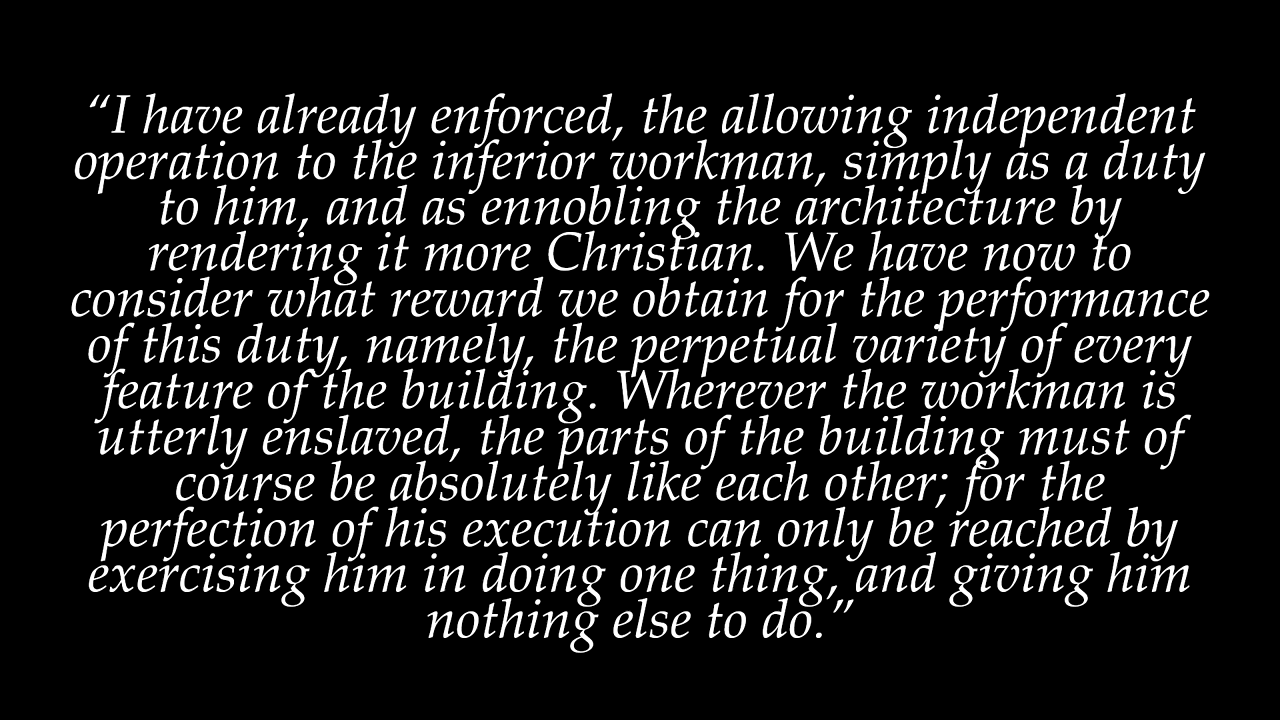 “I have already enforced, the allowing independent
operation to the inferior workman, simply as a duty
to him, and as ennobling the architecture by
rendering it more Christian. We have now to
consider what reward we obtain for the performance
of this duty, namely, the perpetual variety of every
feature of the building. Wherever the workman is
utterly enslaved, the parts of the building must of
course be absolutely like each other; for the
perfection of his execution can only be reached by
exercising him in doing one thing, and giving him
nothing else to do.”